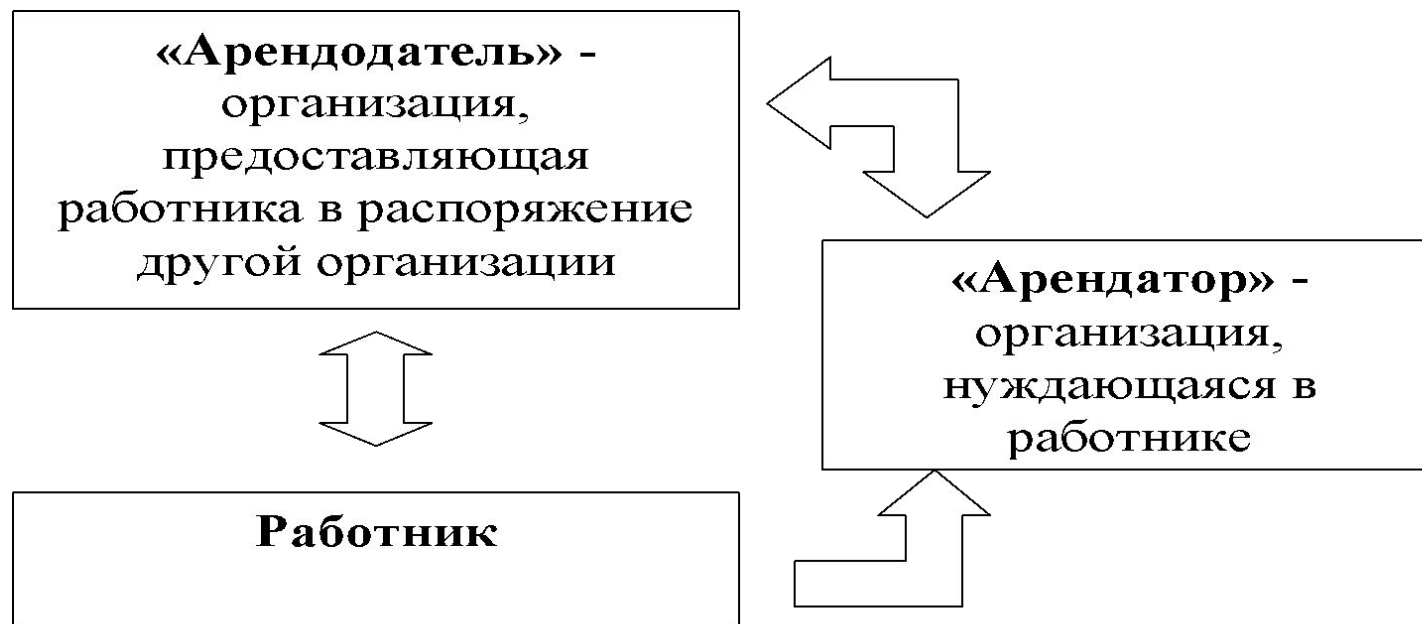 «Арендодатель» -
организация,
предоставляющая
работника в распоряжение
другой организации
«Арендатор» -
организация,
нуждающаяся в
работнике
Работник